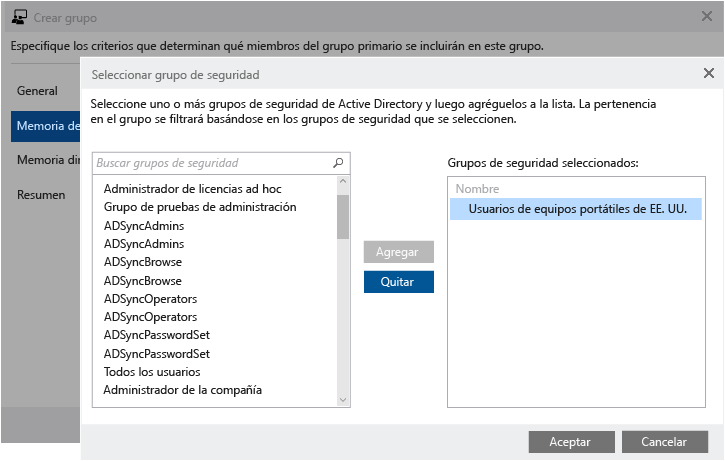 Crear grupo
Especifique los criterios que determinan qué miembros del grupo primario se incluirán en este grupo.
General
Memoria de
Memoria di
Resumen
Seleccionar grupo de seguridad
Seleccione uno o más grupos de seguridad de Active Directory y luego agréguelos a la lista. La pertenencia
en el grupo se filtrará basándose en los grupos de seguridad que se seleccionen.
Buscar grupos de seguridad
Administrador de licencias ad hoc
Grupo de pruebas de administración
ADSyncAdmins
ADSyncAdmins
ADSyncBrowse
ADSyncBrowse
ADSyncOperators
ADSyncOperators
ADSyncPasswordSet
ADSyncPasswordSet
Todos los usuarios
Administrador de la compañía
Agregar
Quitar
Grupos de seguridad seleccionados:
Nombre
Usuarios de equipos portátiles de EE. UU.
Aceptar
Cancelar